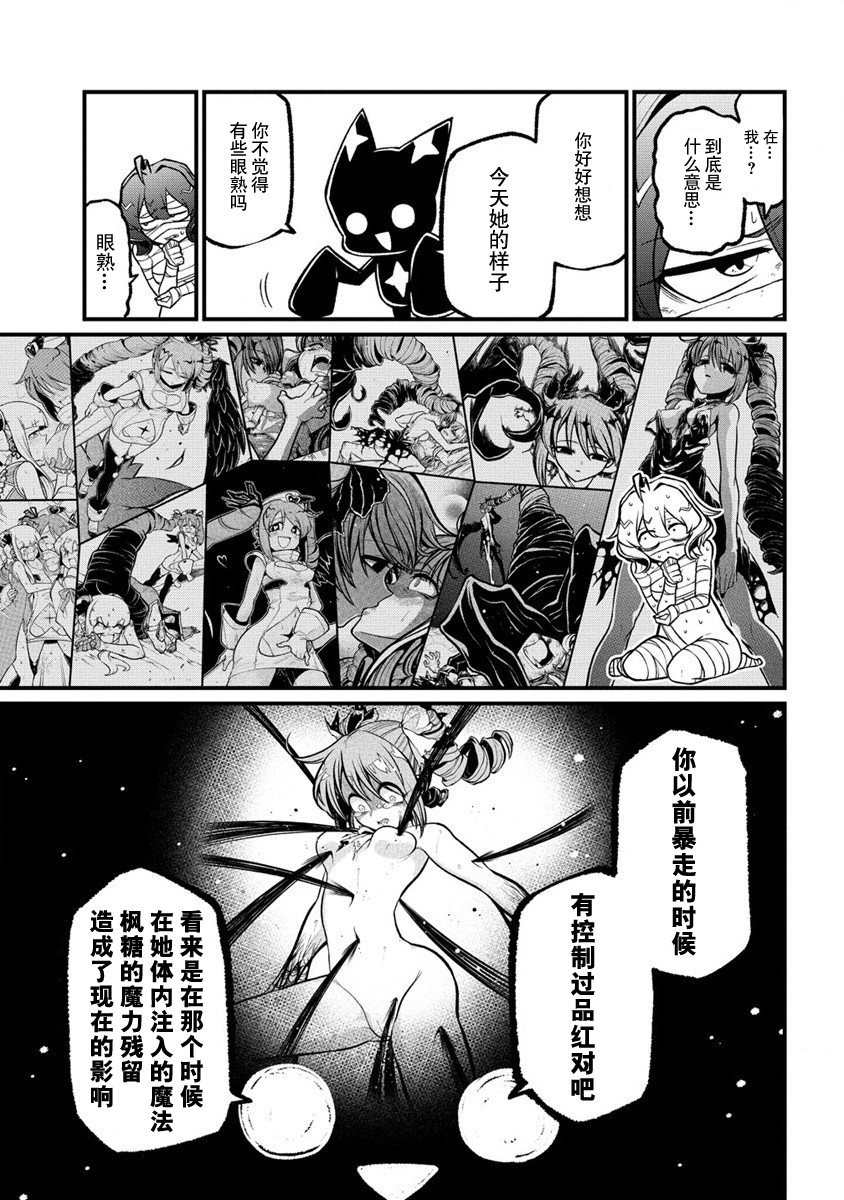 在…
我…?
到底是
什么意思…
你好好想想
今天她的样子
你不觉得
有些眼熟吗
眼熟…
你以前暴走的时候
有控制过品红对吧
看来是在那个时候
在她体内注入的魔法
枫糖的魔力残留
造成了现在的影响